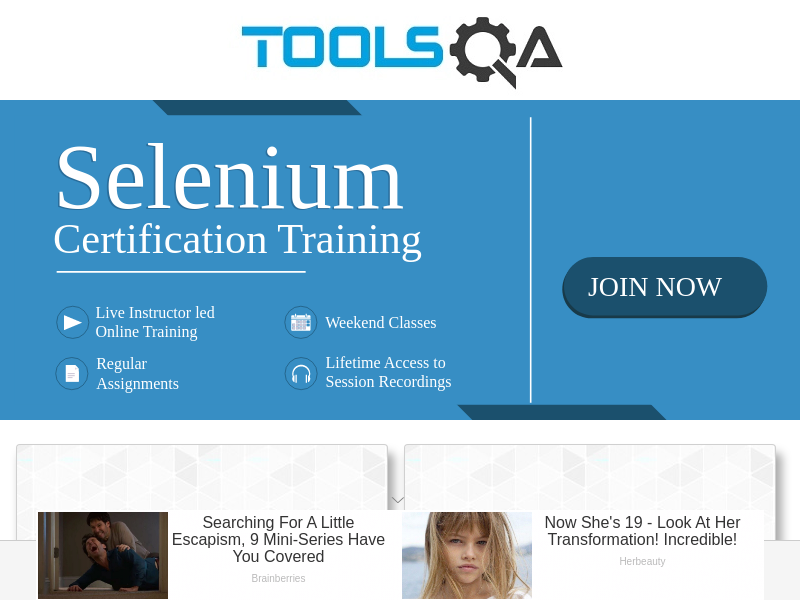 TOOLSQA
Selenium
Certification Training
JOIN NOW
Live Instructor led
Online Training
Weekend Classes
Regular
Assignments
Lifetime Access to
Session Recordings
Searching For A Little
Escapism, 9 Mini-Series Have
You Covered
Brainberries
Now She's 19 - Look At Her
Transformation! Incredible!
Herbeauty